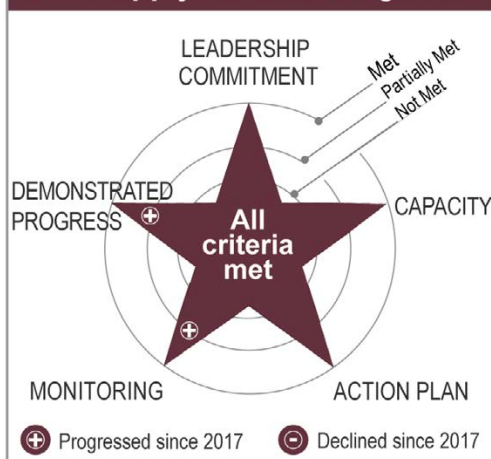 LEADERSHIP
COMMITMENT
Met
Partially Met
Not Met
DEMONSTRATED
PROGRESS
CAPACITY
All
criteria
met
MONITORING
ACTION PLAN
Progressed since 2017
Declined since 2017